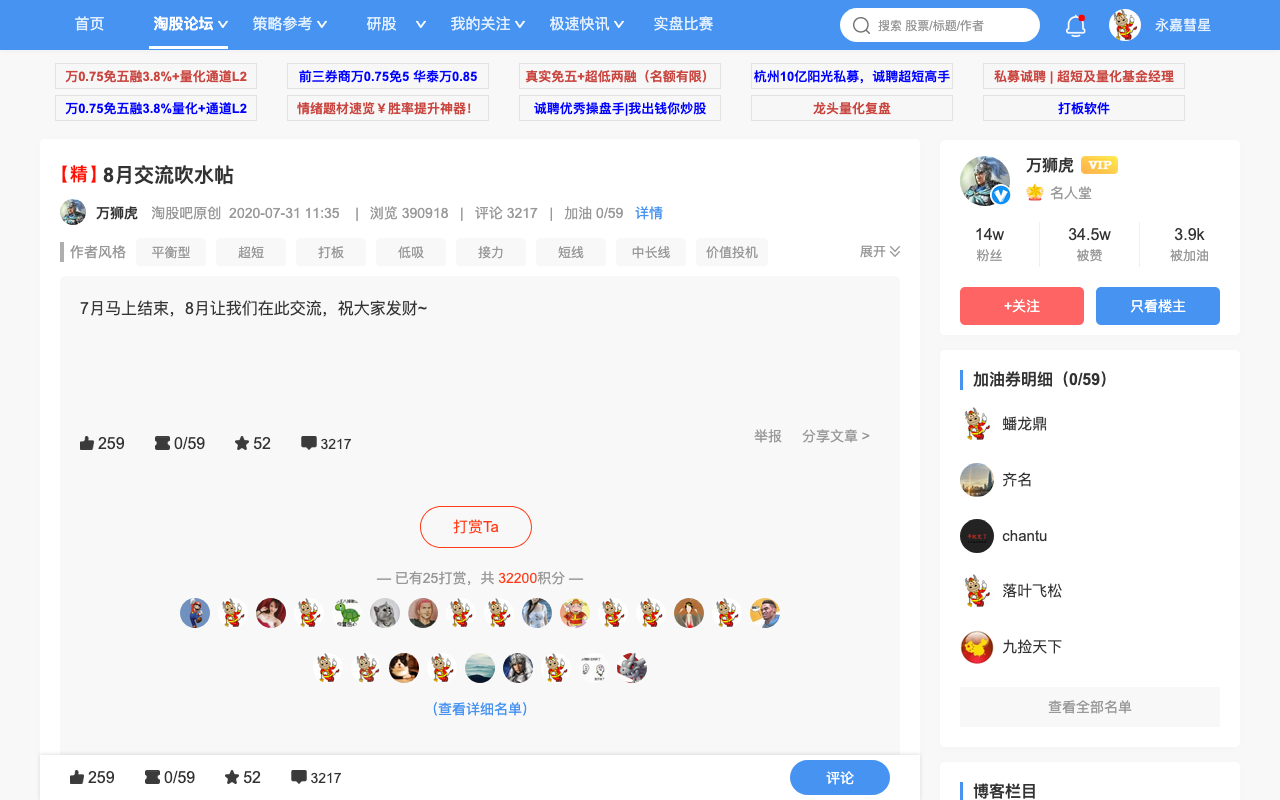 首页 淘股论坛 策略参考 研股 我的关注 极速快讯 实盘比赛 搜索 股票/标题/作者 永嘉彗星
万0.75免五融3.8%+量化通道L2 前三券商万0.75免5 华泰万0.85 真实免五+超低两融（名额有限） 杭州10亿阳光私募，诚聘超短高手 私募诚聘 | 超短及量化基金经理
万0.75免五融3.8%量化+通道L2 情绪题材速览￥胜率提升神器! 诚聘优秀操盘手|我出钱你炒股 龙头量化复盘 打板软件
【精】8月交流吹水帖
万狮虎 淘股吧原创 2020-07-31 11:35 | 浏览 390918 | 评论 3217 | 加油 0/59 详情
作者风格 平衡型 超短 打板 低吸 接力 短线 中长线 价值投机 展开
7月马上结束，8月让我们在此交流，祝大家发财~
259 0/59 52 3217 举报 分享文章 >
打赏Ta
— 已有25打赏，共 32200积分 —
（查看详细名单）
259 0/59 52 3217 评论
万狮虎 VIP
名人堂
14w 34.5w 3.9k
粉丝 被赞 被加油
+关注 只看楼主
加油券明细（0/59）
蟠龙鼎
齐名
chantu
落叶飞松
九捡天下
查看全部名单
博客栏目